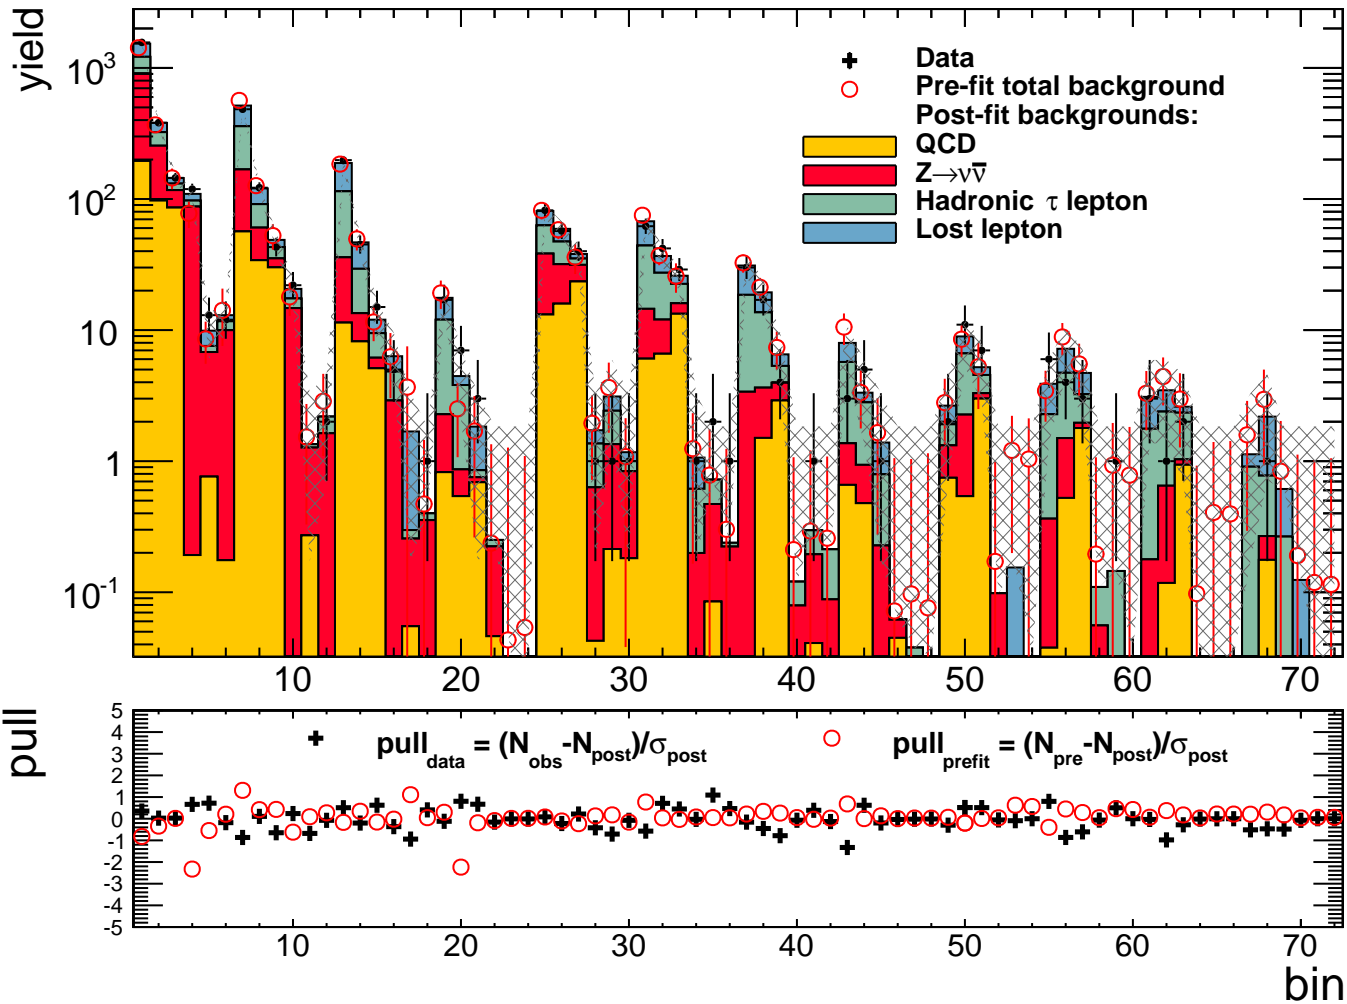 yield
10³
10²
10
1
10⁻¹
Data
Pre-fit total background
Post-fit backgrounds:
QCD
Z→νν̅
Hadronic τ lepton
Lost lepton
10 20 30 40 50 60 70
pull
5
4
3
2
1
0
-1
-2
-3
-4
-5
pull_data = (N_obs-N_post)/σ_post
pull_prefit = (N_pre-N_post)/σ_post
10 20 30 40 50 60 70
bin